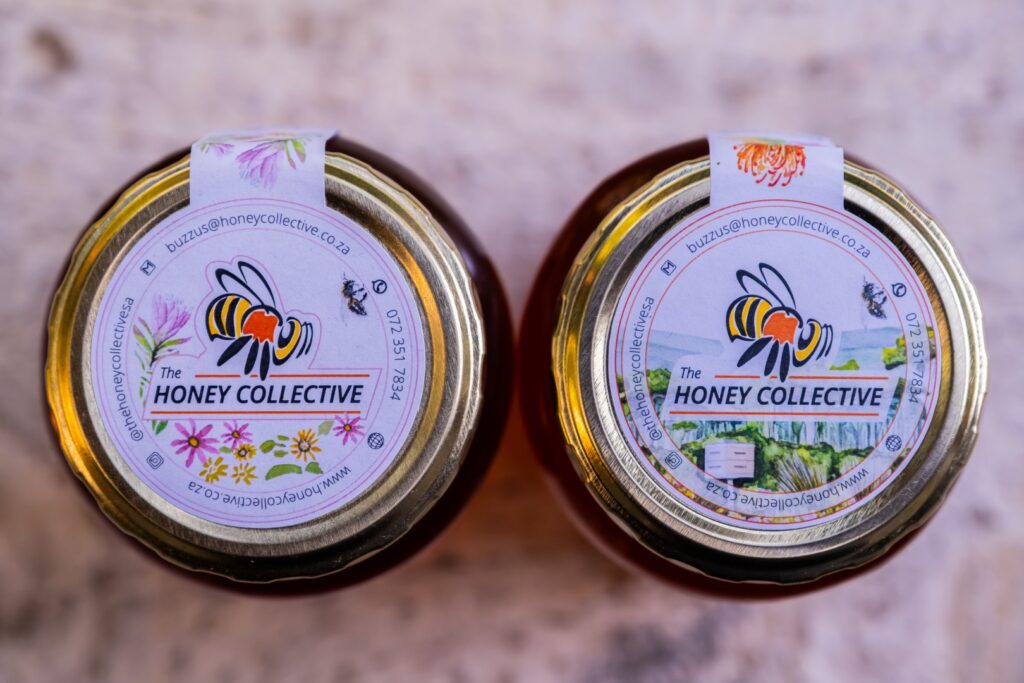 buzzus@honeycollective.co.za
072 351 7834
The
HONEY COLLECTIVE
@thehoneycollectivesa
www.honeycollective.co.za
buzzus@honeycollective.co.za
072 351 7834
The
HONEY COLLECTIVE
@thehoneycollectivesa
www.honeycollective.co.za